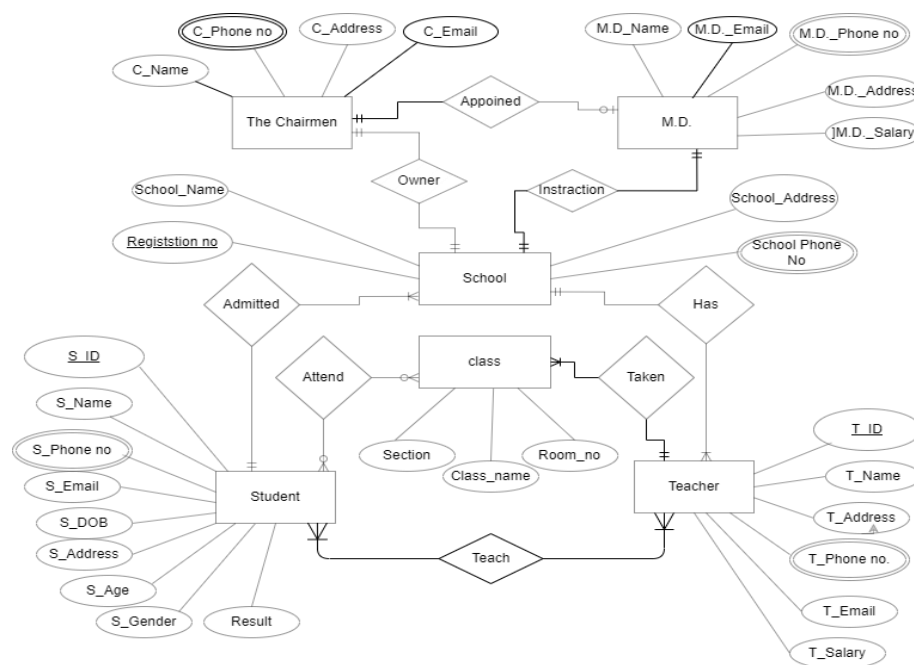 C_Phone no
C_Address
C_Email
M.D._Name
M.D._Email
M.D._Phone no
C_Name
The Chairmen
Appoined
M.D.
M.D._Address
]M.D._Salary
Owner
Instraction
School_Name
School_Address
Registstion no
School Phone
No
School
Admitted
Has
S_ID
Attend
class
Taken
S_Name
Section
Class_name
Room_no
T_ID
S_Phone no
T_Name
S_Email
Student
Teacher
T_Address
S_DOB
S_Address
Teach
T_Phone no.
S_Age
S_Gender
Result
T_Email
T_Salary